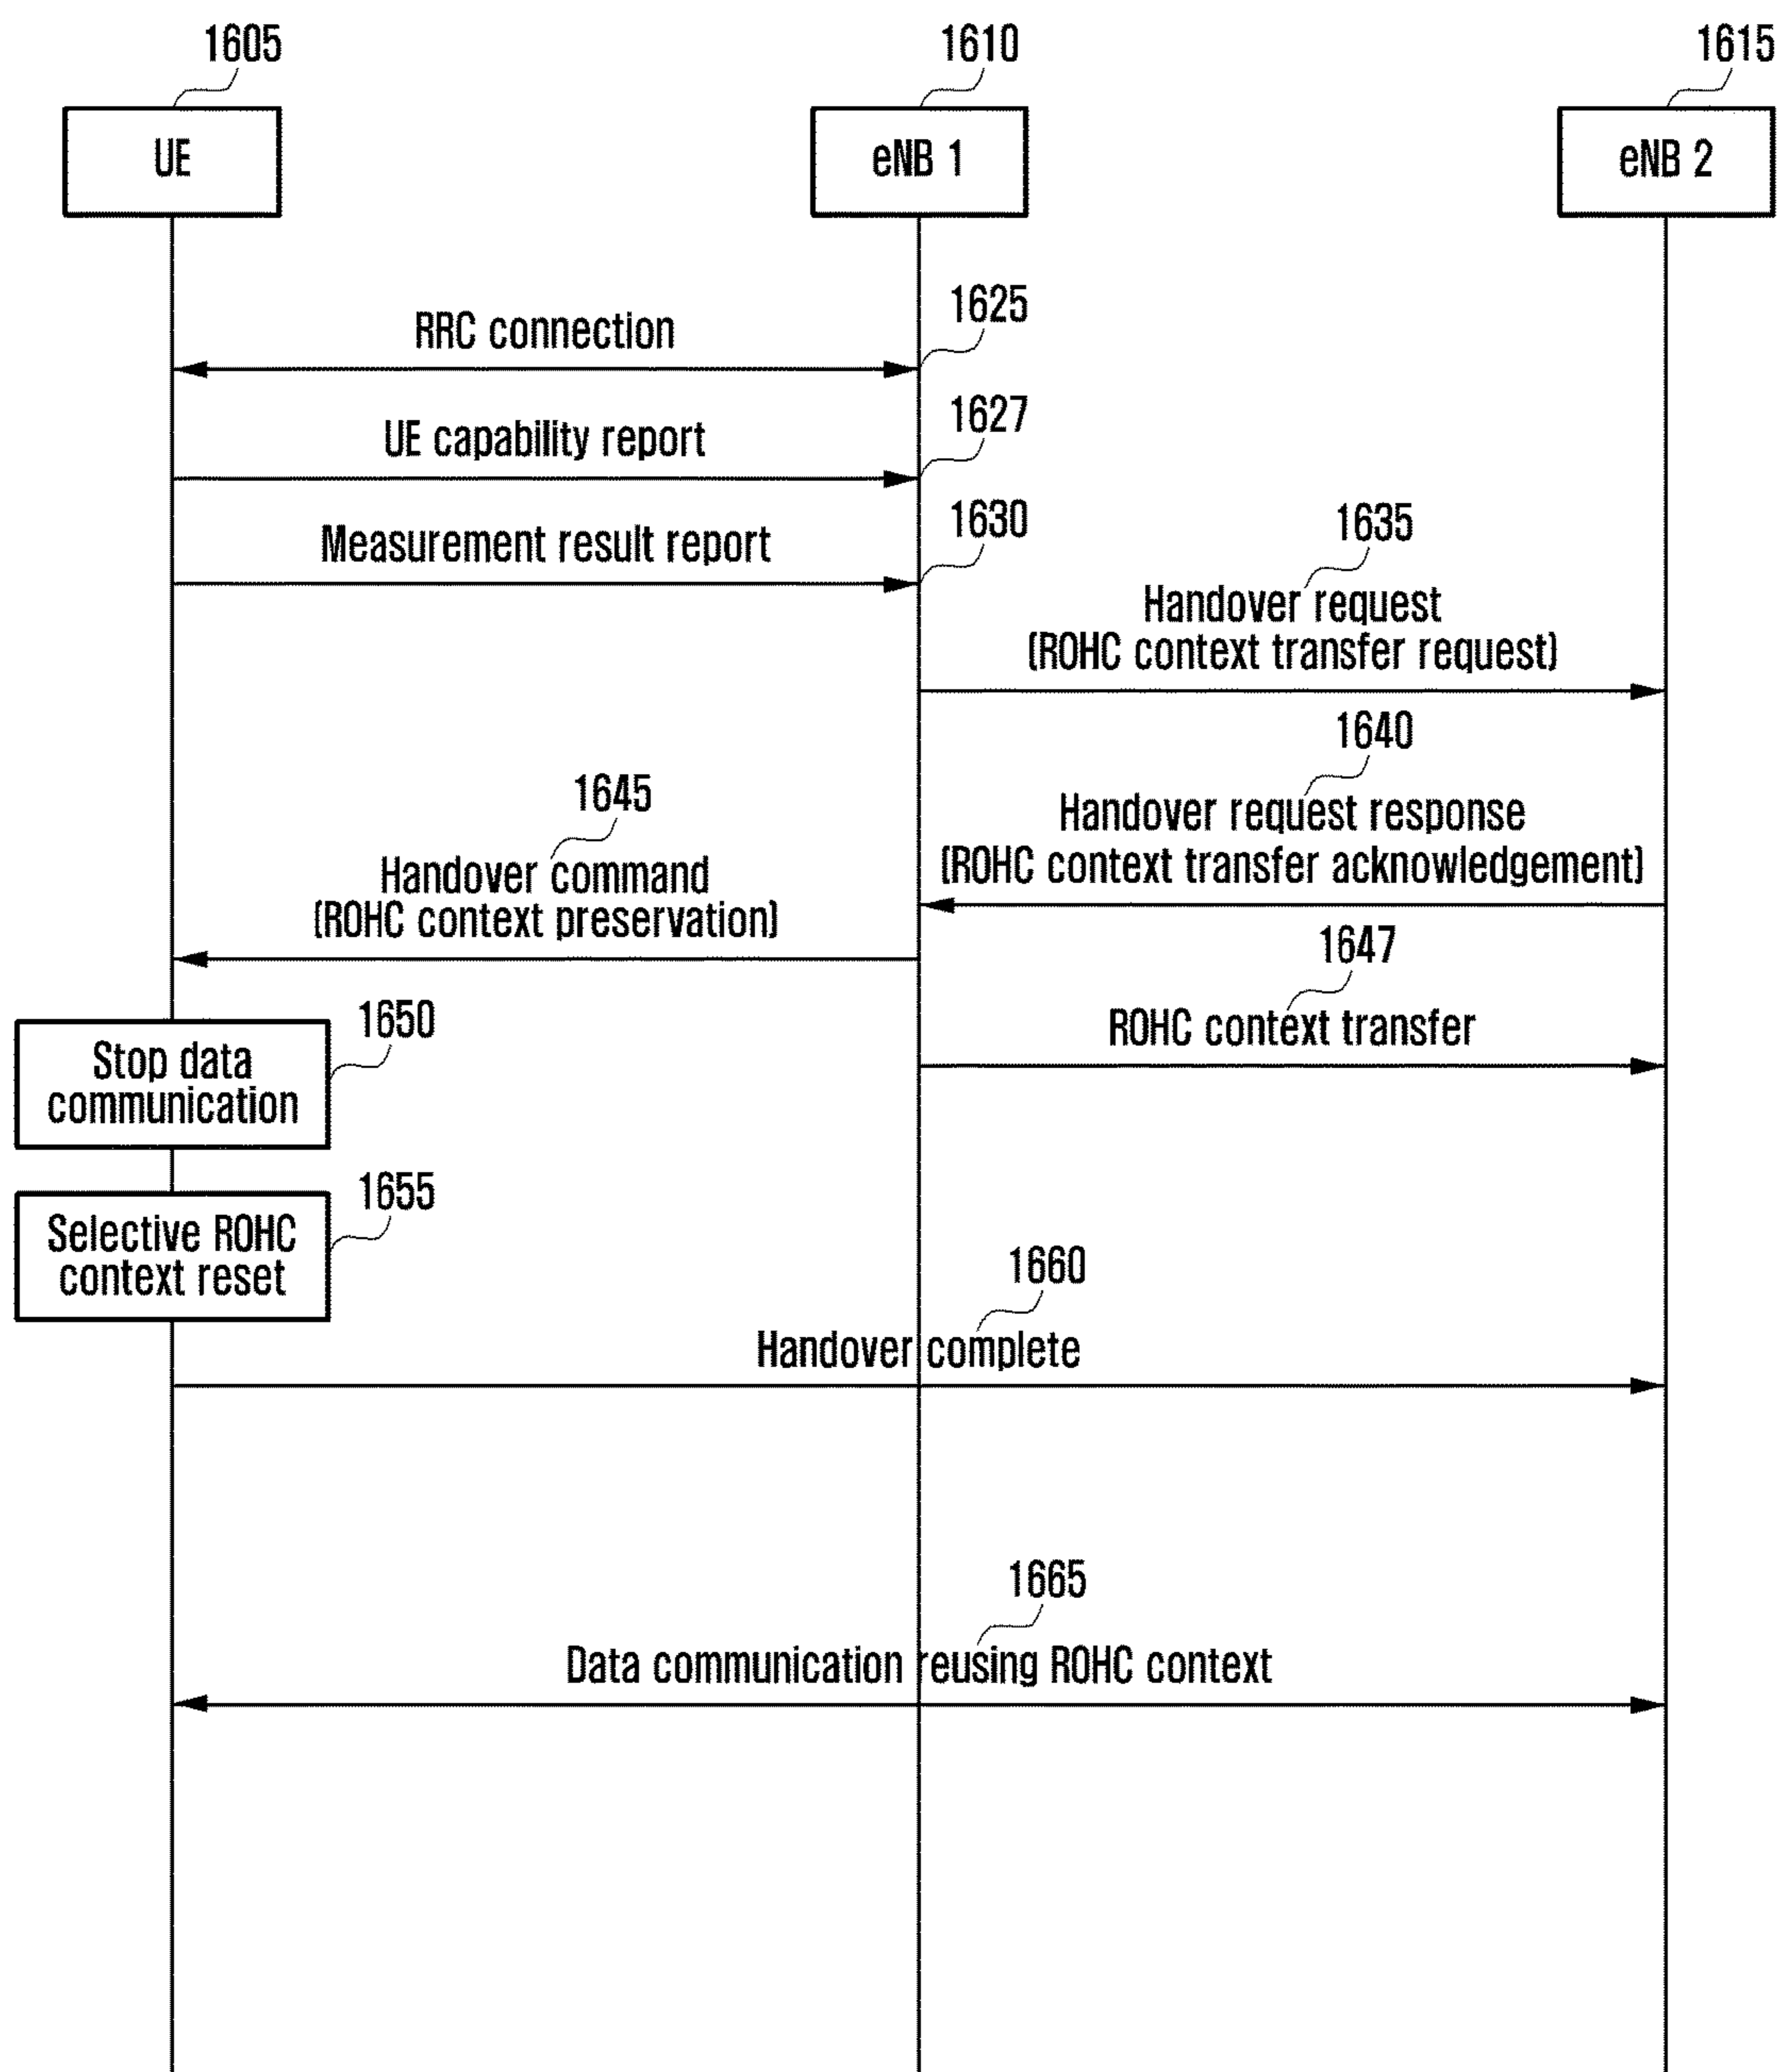 1605
1610
1615
UE
eNB 1
eNB 2
1625
RRC connection
1627
UE capability report
1630
Measurement result report
1635
Handover request
(ROHC context transfer request)
1640
Handover request response
(ROHC context transfer acknowledgement)
1645
Handover command
(ROHC context preservation)
1647
ROHC context transfer
1650
Stop data
communication
1655
Selective ROHC
context reset
1660
Handover complete
1665
Data communication reusing ROHC context